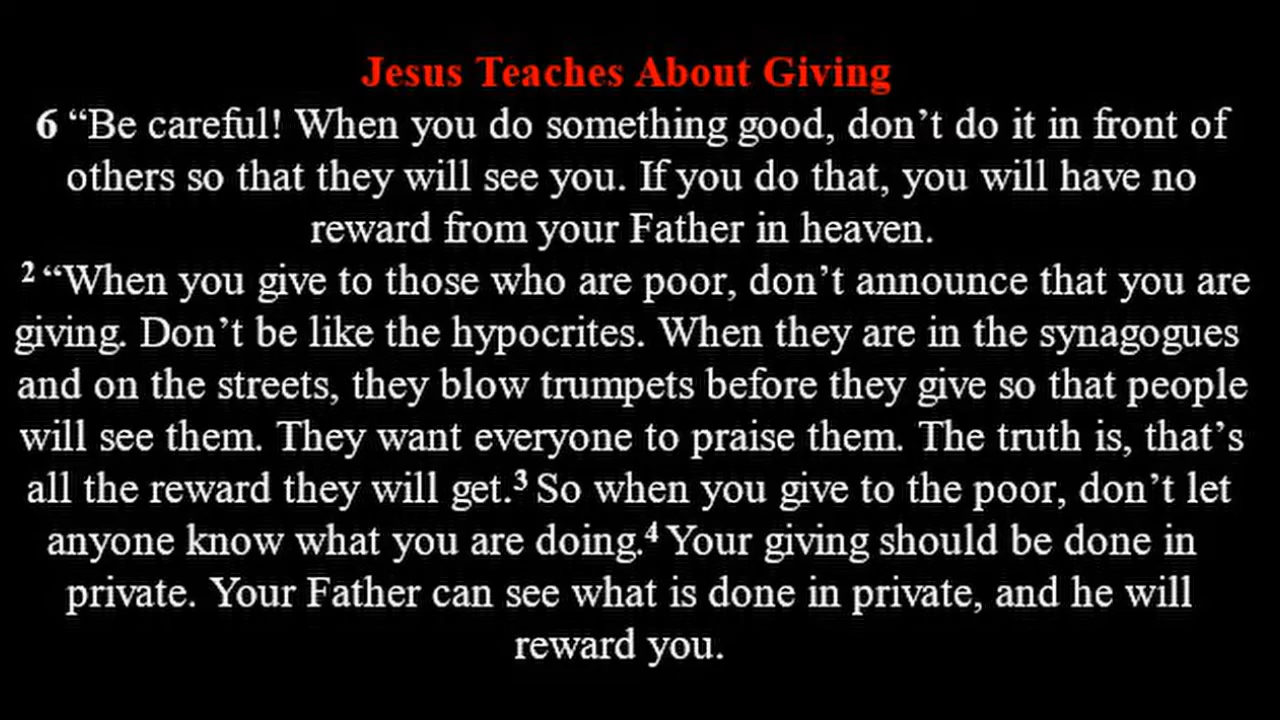 Jesus Teaches About Giving
6 “Be careful! When you do something good, don’t do it in front of
others so that they will see you. If you do that, you will have no
reward from your Father in heaven.
2 “When you give to those who are poor, don’t announce that you are
giving. Don’t be like the hypocrites. When they are in the synagogues
and on the streets, they blow trumpets before they give so that people
will see them. They want everyone to praise them. The truth is, that’s
all the reward they will get.3 So when you give to the poor, don’t let
anyone know what you are doing.4 Your giving should be done in
private. Your Father can see what is done in private, and he will
reward you.